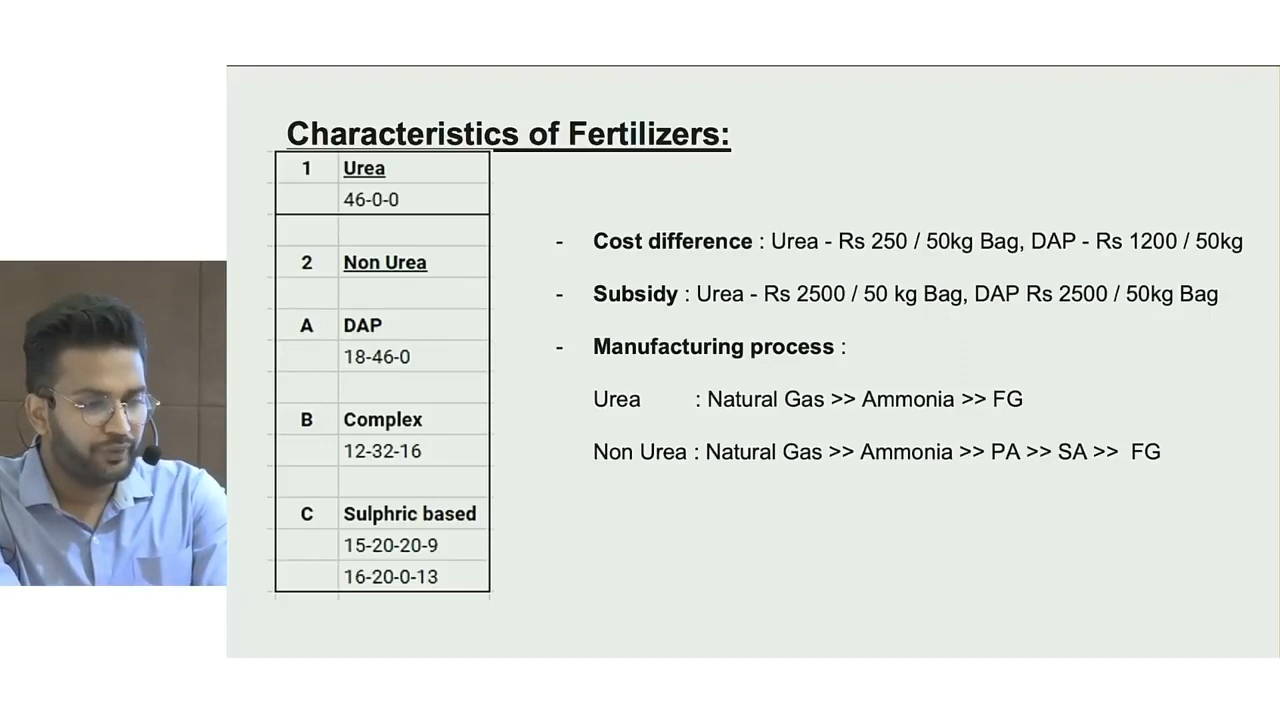 Characteristics of Fertilizers:
1 Urea
46-0-0
2 Non Urea
A DAP
18-46-0
B Complex
12-32-16
C Sulphric based
15-20-20-9
16-20-0-13
- Cost difference : Urea - Rs 250 / 50kg Bag, DAP - Rs 1200 / 50kg
- Subsidy : Urea - Rs 2500 / 50 kg Bag, DAP Rs 2500 / 50kg Bag
- Manufacturing process :
Urea : Natural Gas >> Ammonia >> FG
Non Urea : Natural Gas >> Ammonia >> PA >> SA >> FG